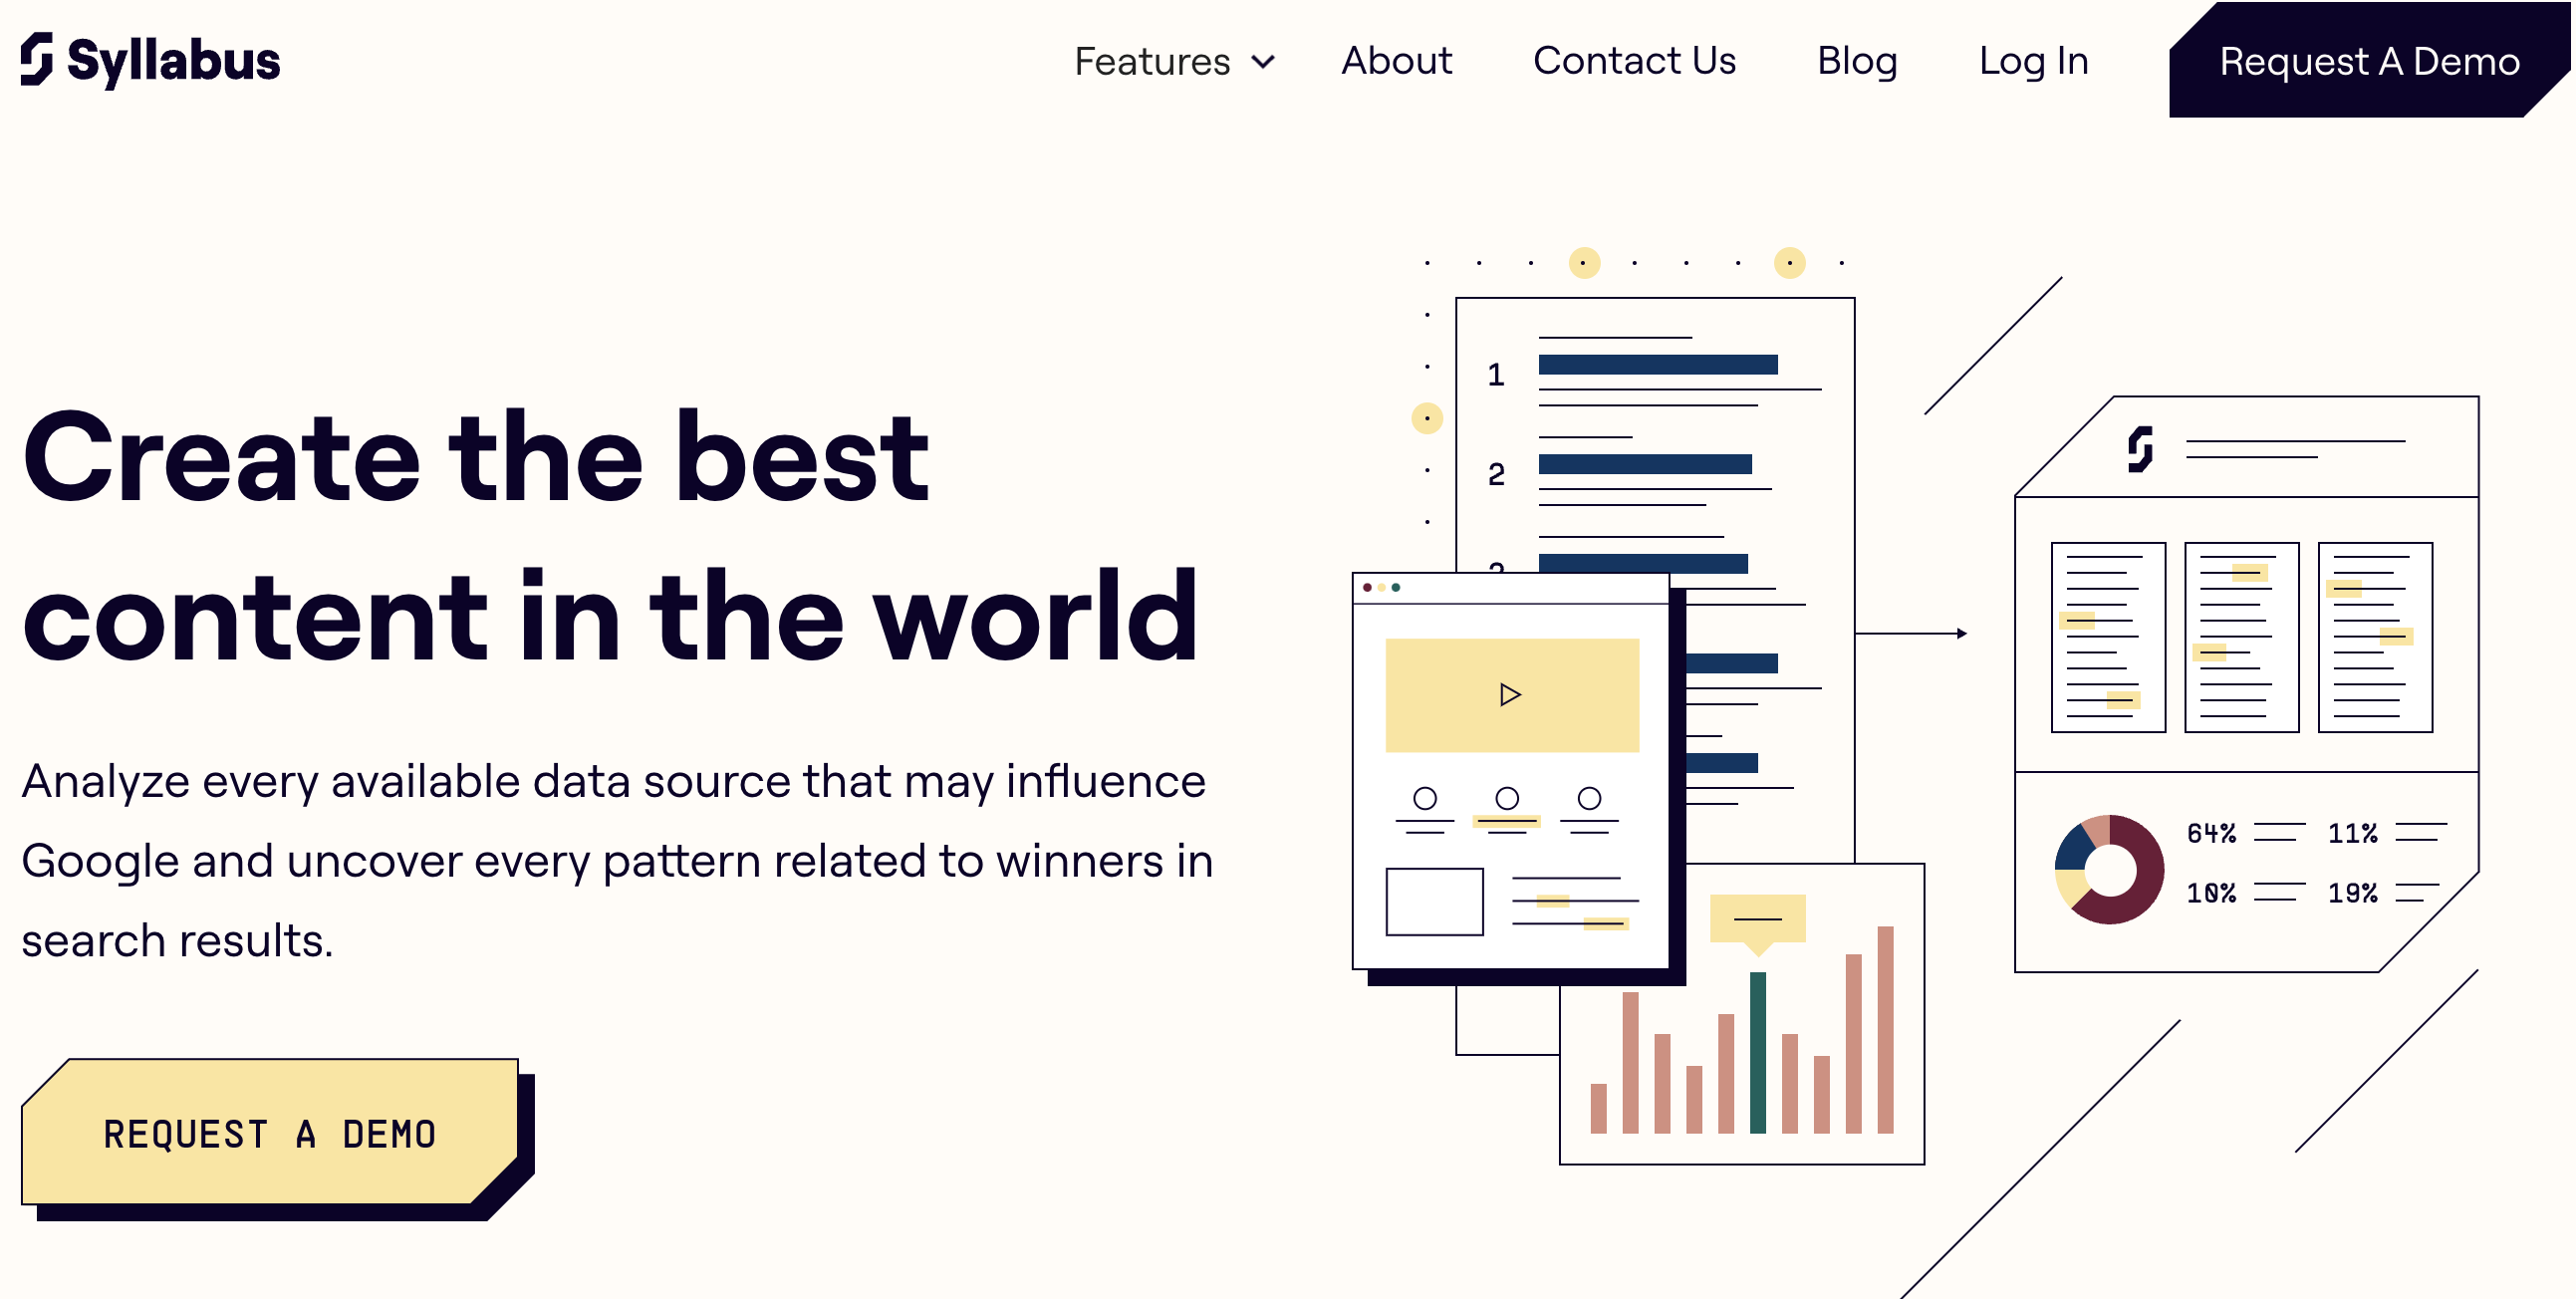 Syllabus
Features
About
Contact Us
Blog
Log In
Request A Demo
Create the best
content in the world
Analyze every available data source that may influence
Google and uncover every pattern related to winners in
search results.
REQUEST A DEMO
1
2
64%
11%
10%
19%